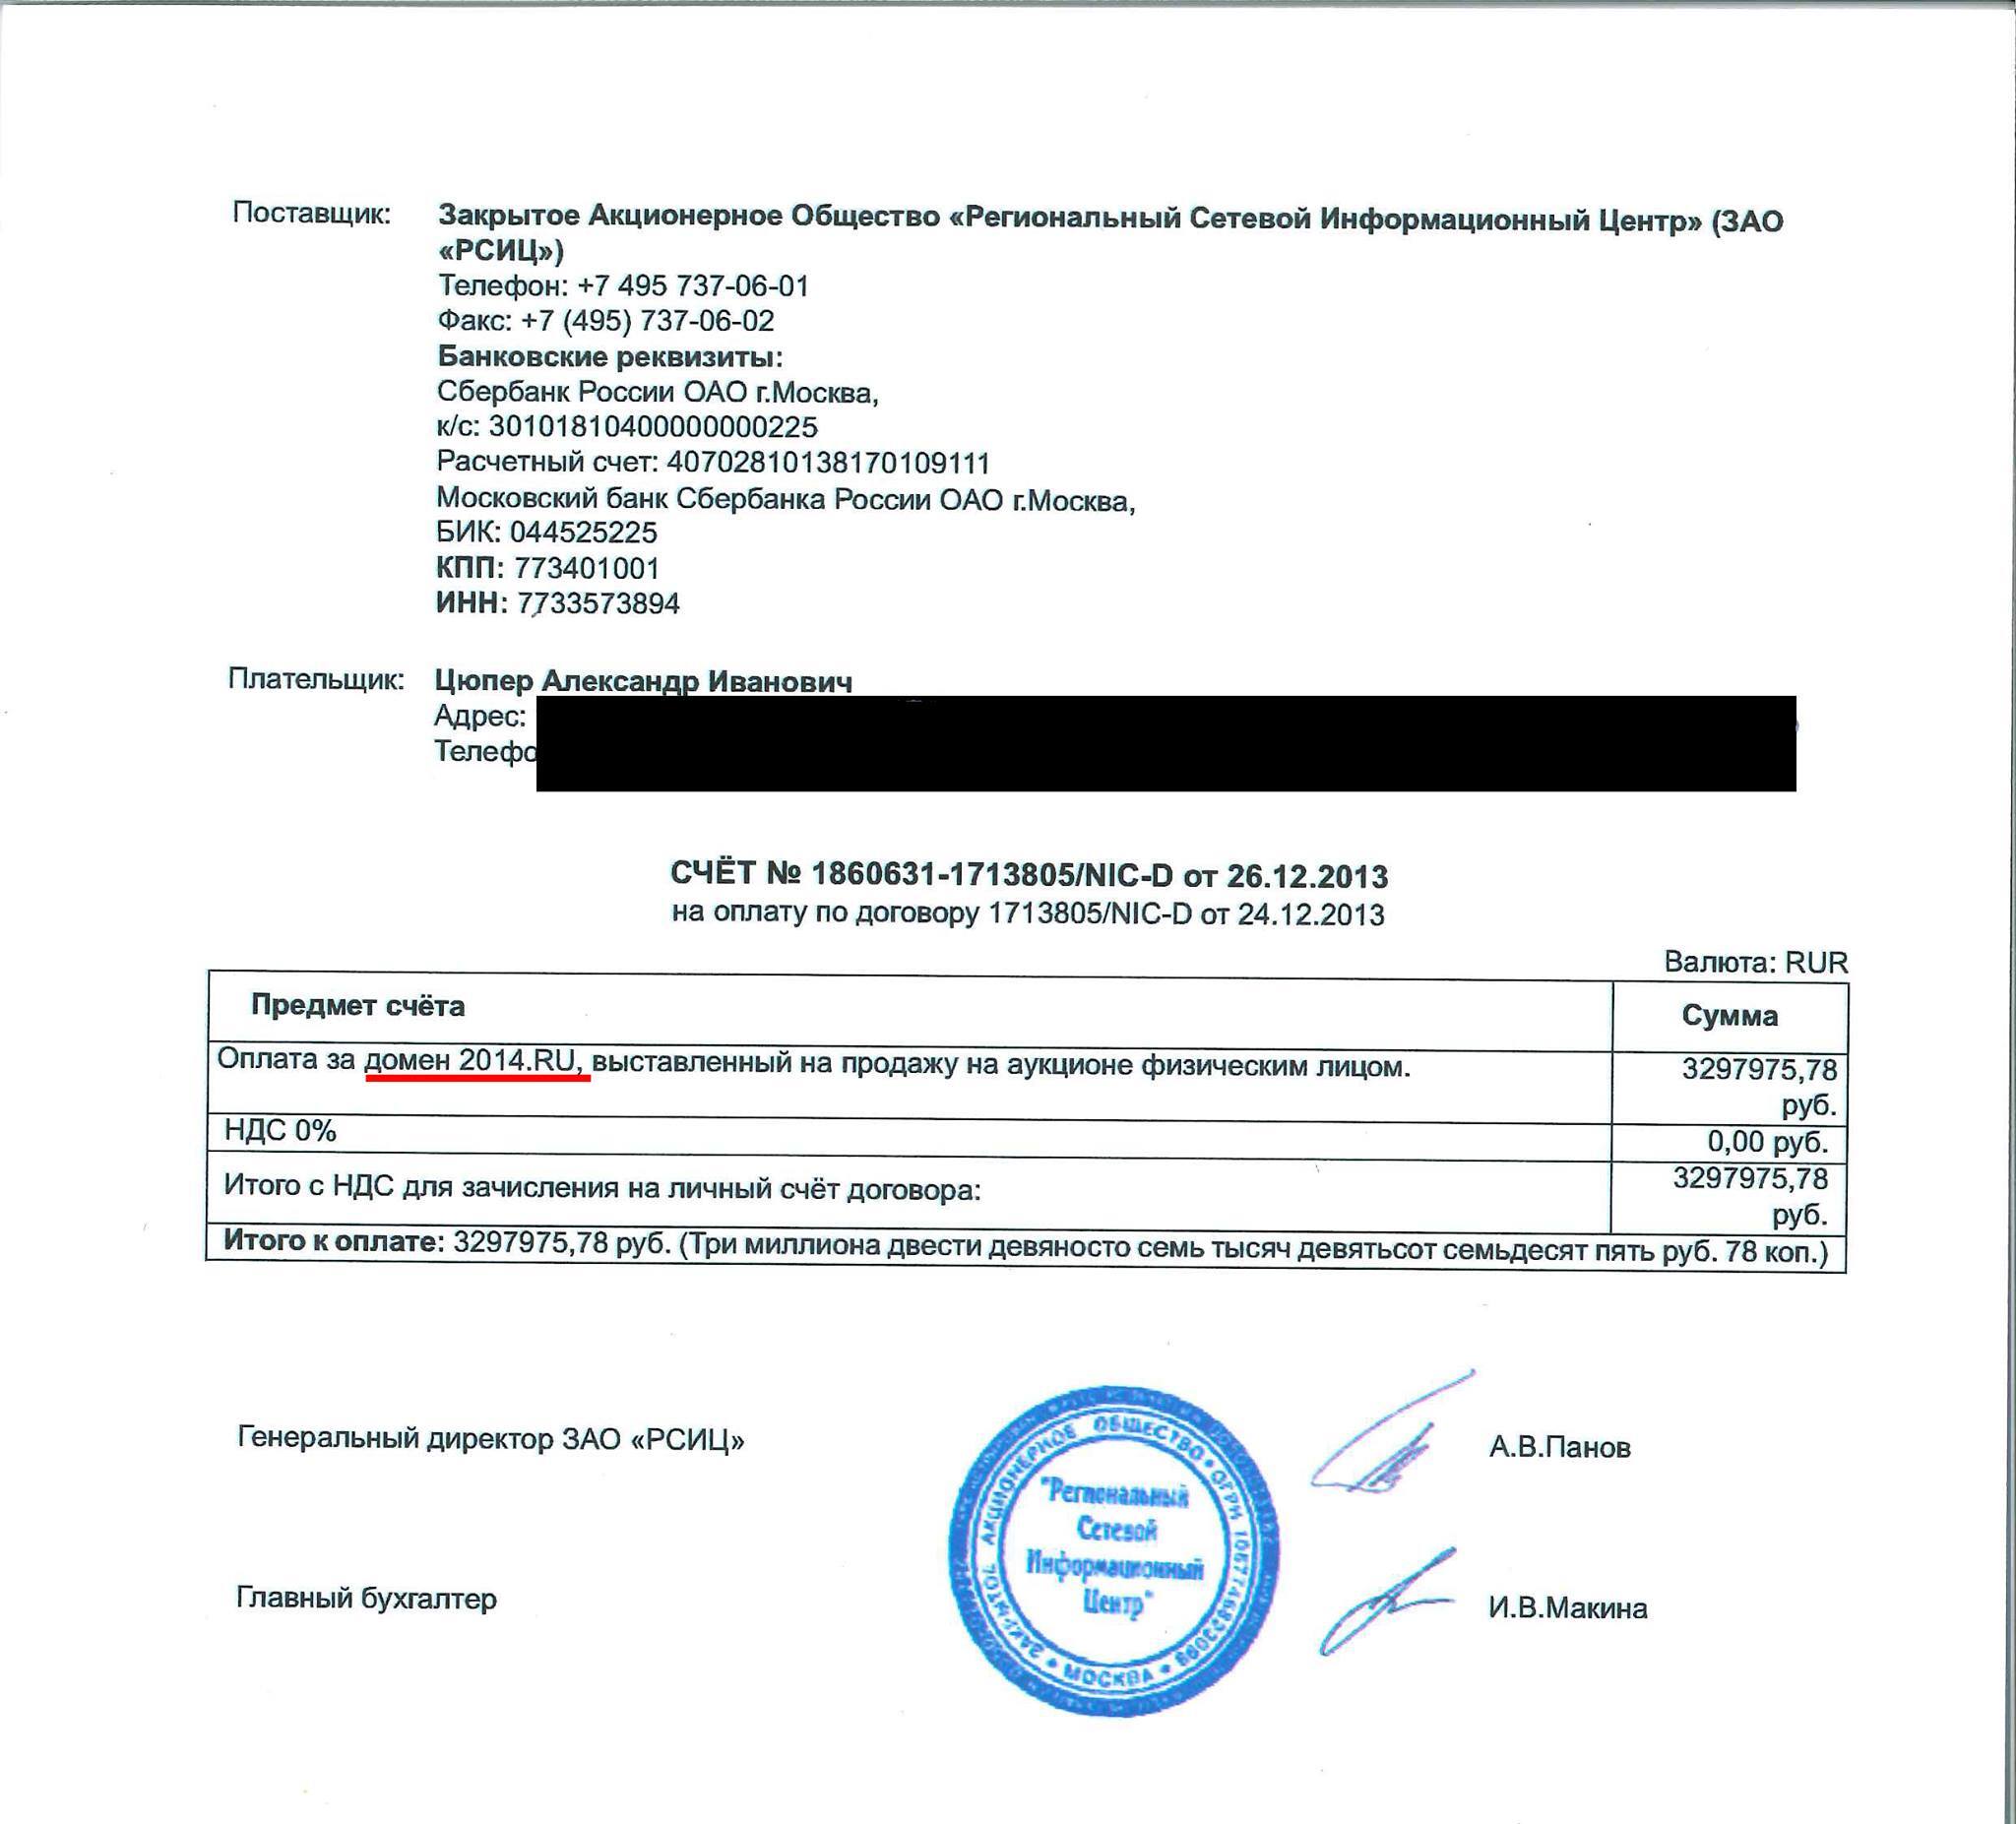 Поставщик: Закрытое Акционерное Общество «Региональный Сетевой Информационный Центр» (ЗАО
«РСИЦ»)
Телефон: +7 495 737-06-01
Факс: +7 (495) 737-06-02
Банковские реквизиты:
Сбербанк России ОАО г.Москва,
к/с: 30101810400000000225
Расчетный счет: 40702810138170109111
Московский банк Сбербанка России ОАО г.Москва,
БИК: 044525225
КПП: 773401001
ИНН: 7733573894
Плательщик: Цюпер Александр Иванович
Адрес:
Телефо
СЧЁТ № 1860631-1713805/NIC-D от 26.12.2013
на оплату по договору 1713805/NIC-D от 24.12.2013
Валюта: RUR
Предмет счёта Сумма
Оплата за домен 2014.RU, выставленный на продажу на аукционе физическим лицом. 3297975,78
руб.
НДС 0% 0,00 руб.
Итого с НДС для зачисления на личный счёт договора: 3297975,78
руб.
Итого к оплате: 3297975,78 руб. (Три миллиона двести девяносто семь тысяч девятьсот семьдесят пять руб. 78 коп.)
Генеральный директор ЗАО «РСИЦ» А.В.Панов
ЗАКРЫТОЕ АКЦИОНЕРНОЕ ОБЩЕСТВО • ОГРН
• МОСКВА •
"Региональный
Сетевой
Информационный
Центр"
Главный бухгалтер И.В.Макина